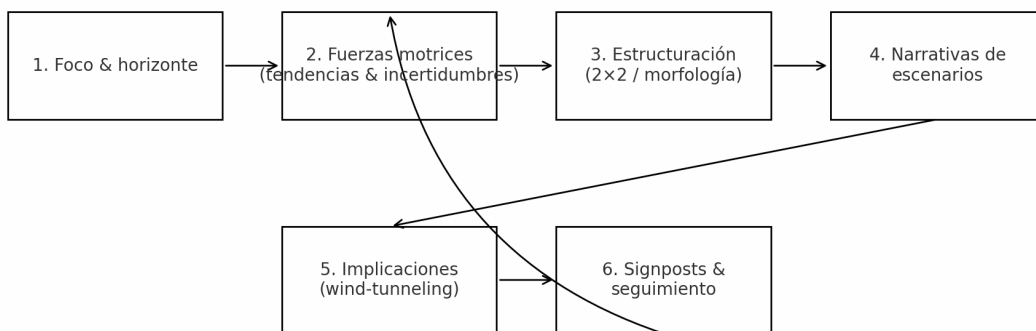 1. Foco & horizonte
2. Fuerzas motrices
(tendencias & incertidumbres)
3. Estructuración
(2×2 / morfología)
4. Narrativas de
escenarios
5. Implicaciones
(wind-tunneling)
6. Signposts &
seguimiento